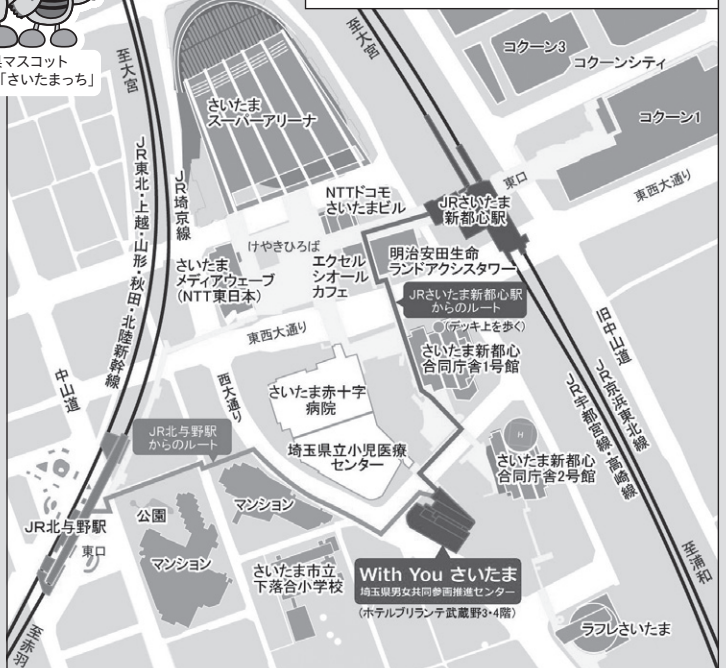 マスコット
「さいたまっち」
至大宮
至大宮
コクーン3
コクーンシティ
コクーン1
さいたま
スーパーアリーナ
東口
東西大通り
JR東北・上越・山形・秋田・北陸新幹線
JR埼京線
NTTドコモ
さいたまビル
JRさいたま
新都心駅
けやきひろば
さいたま
メディアウェーブ
(NTT東日本)
エクセル
シオール
カフェ
明治安田生命
ランドアクシスタワー
JRさいたま新都心駅
からのルート
(デッキ上を歩く)
東西大通り
さいたま新都心
合同庁舎1号館
旧中山道
中山道
西大通り
さいたま赤十字
病院
JR京浜東北線
JR宇都宮線・高崎線
JR北与野駅
からのルート
埼玉県立小児医療
センター
H
さいたま新都心
合同庁舎2号館
JR北与野駅
東口
公園
マンション
マンション
さいたま市立
下落合小学校
With You さいたま
埼玉県男女共同参画推進センター
(ホテルブリランテ武蔵野3・4階)
至浦和
ラフレさいたま
至赤羽